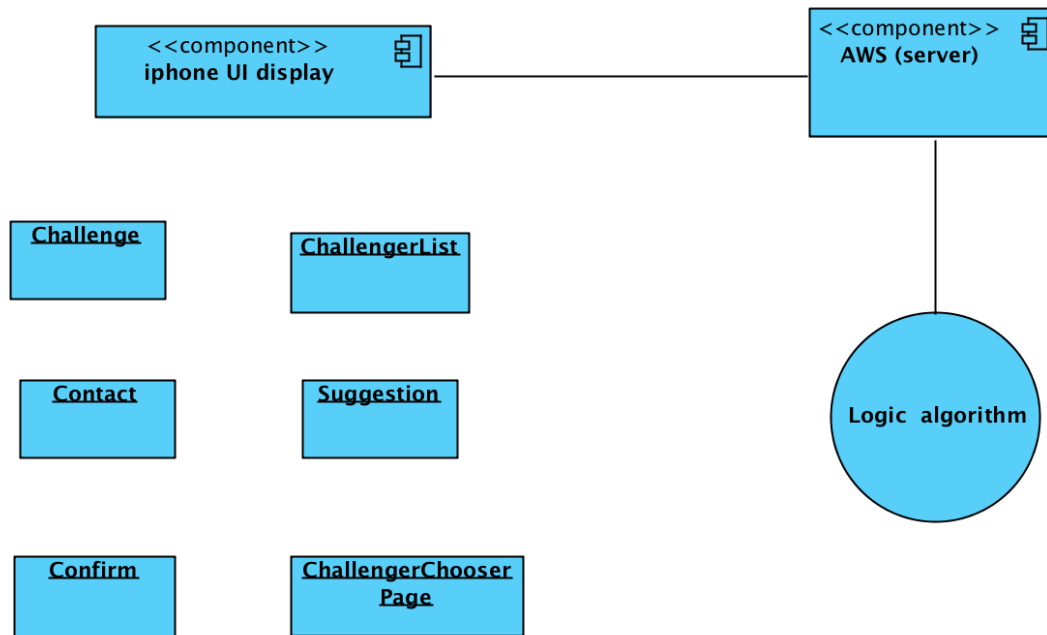 <<component>>
iphone UI display
<<component>>
AWS (server)
Challenge
ChallengerList
Contact
Suggestion
Logic algorithm
Confirm
ChallengerChooser
Page